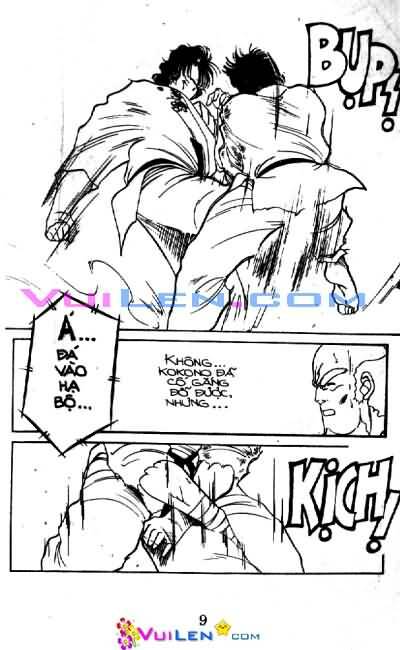 BỤP!
VUILEN.COM
Á...
ĐÁ
VÀO
HẠ
BỘ...
KHÔNG...
KOKONO ĐÃ
CỐ GẮNG
ĐỠ ĐƯỢC,
NHƯNG...
KỊCH!
9
VUILEN.COM